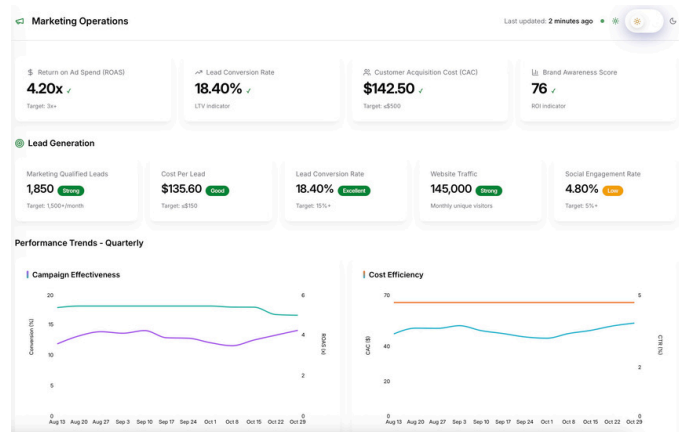 Marketing Operations
Last updated: 2 minutes ago
Return on Ad Spend (ROAS)
4.20x ✓
Target: 3x+
Lead Conversion Rate
18.40% ✓
LTV indicator
Customer Acquisition Cost (CAC)
$142.50 ✓
Target: ≤$500
Brand Awareness Score
76 ✓
ROI indicator
Lead Generation
Marketing Qualified Leads
1,850 Strong
Target: 1,500+/month
Cost Per Lead
$135.60 Good
Target: ≤$150
Lead Conversion Rate
18.40% Excellent
Target: 15%+
Website Traffic
145,000 Strong
Monthly unique visitors
Social Engagement Rate
4.80% Low
Target: 5%+
Performance Trends - Quarterly
Campaign Effectiveness
20
15
10
5
0
Conversion (%)
6
4
2
0
ROAS (x)
Aug 13 Aug 20 Aug 27 Sep 3 Sep 10 Sep 17 Sep 24 Oct 1 Oct 8 Oct 15 Oct 22 Oct 29
Cost Efficiency
70
40
20
0
CAC ($)
5
2
0
CTR (%)
Aug 13 Aug 20 Aug 27 Sep 3 Sep 10 Sep 17 Sep 24 Oct 1 Oct 8 Oct 15 Oct 22 Oct 29